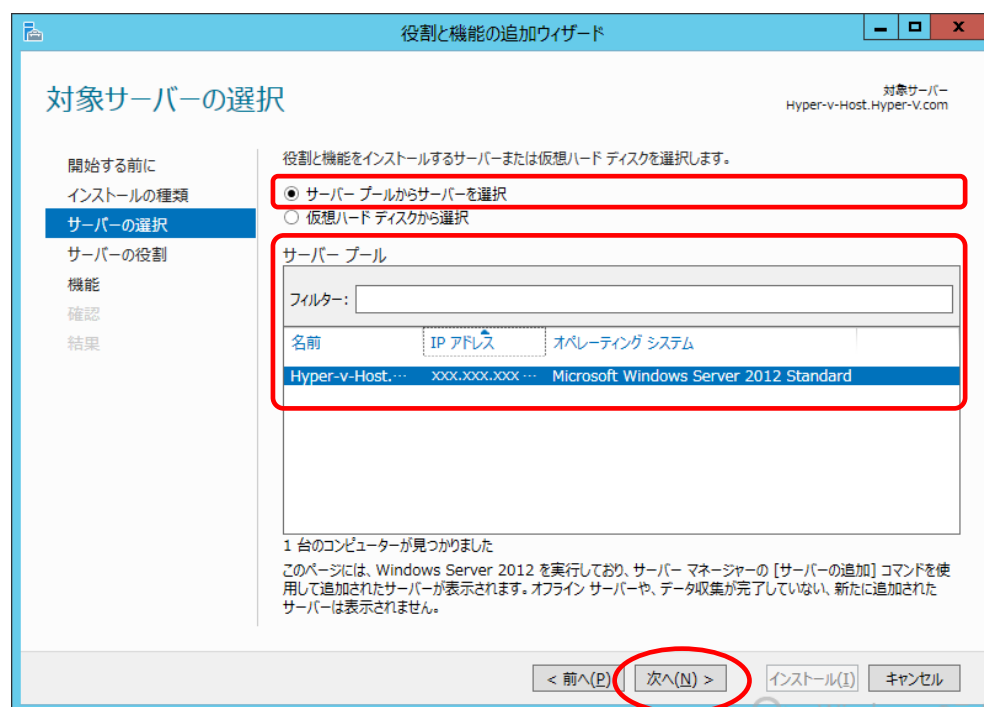 役割と機能の追加ウィザード
対象サーバーの選択
対象サーバー
Hyper-v-Host.Hyper-V.com
開始する前に
インストールの種類
サーバーの選択
サーバーの役割
機能
確認
結果
役割と機能をインストールするサーバーまたは仮想ハード ディスクを選択します。
サーバー プールからサーバーを選択
仮想ハード ディスクから選択
サーバー プール
フィルター:
名前 IP アドレス オペレーティング システム
Hyper-v-Host.… xxx.xxx.xxx … Microsoft Windows Server 2012 Standard
1 台のコンピューターが見つかりました
このページには、Windows Server 2012 を実行しており、サーバー マネージャーの [サーバーの追加] コマンドを使
用して追加されたサーバーが表示されます。オフライン サーバーや、データ収集が完了していない、新たに追加された
サーバーは表示されません。
< 前へ(P) 次へ(N) > インストール(I) キャンセル